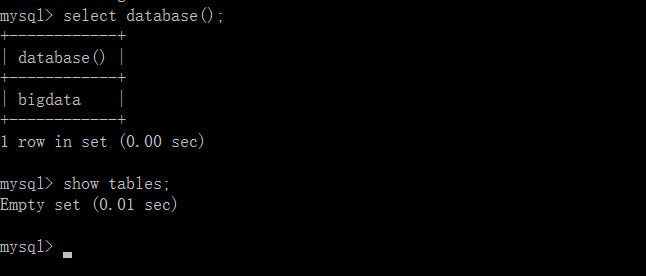 mysql> select database();
+------------+
| database() |
+------------+
| bigdata    |
+------------+
1 row in set (0.00 sec)
mysql> show tables;
Empty set (0.01 sec)
mysql>